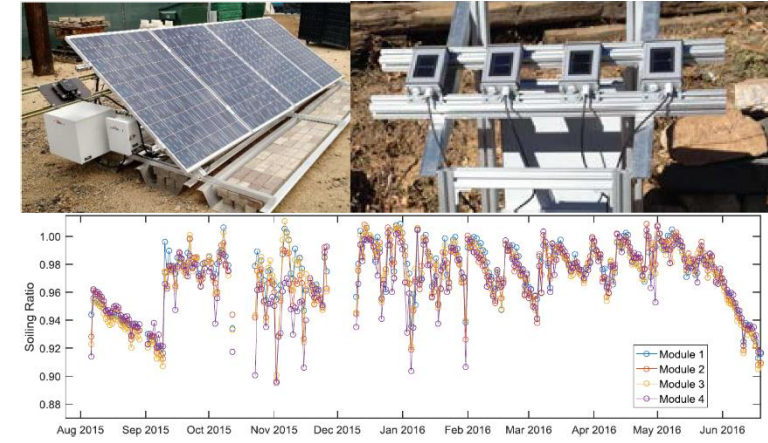 1.00
0.98
0.96
0.94
0.92
0.90
0.88
Soiling Ratio
Module 1
Module 2
Module 3
Module 4
Aug 2015 Sep 2015 Oct 2015 Nov 2015 Dec 2015 Jan 2016 Feb 2016 Mar 2016 Apr 2016 May 2016 Jun 2016